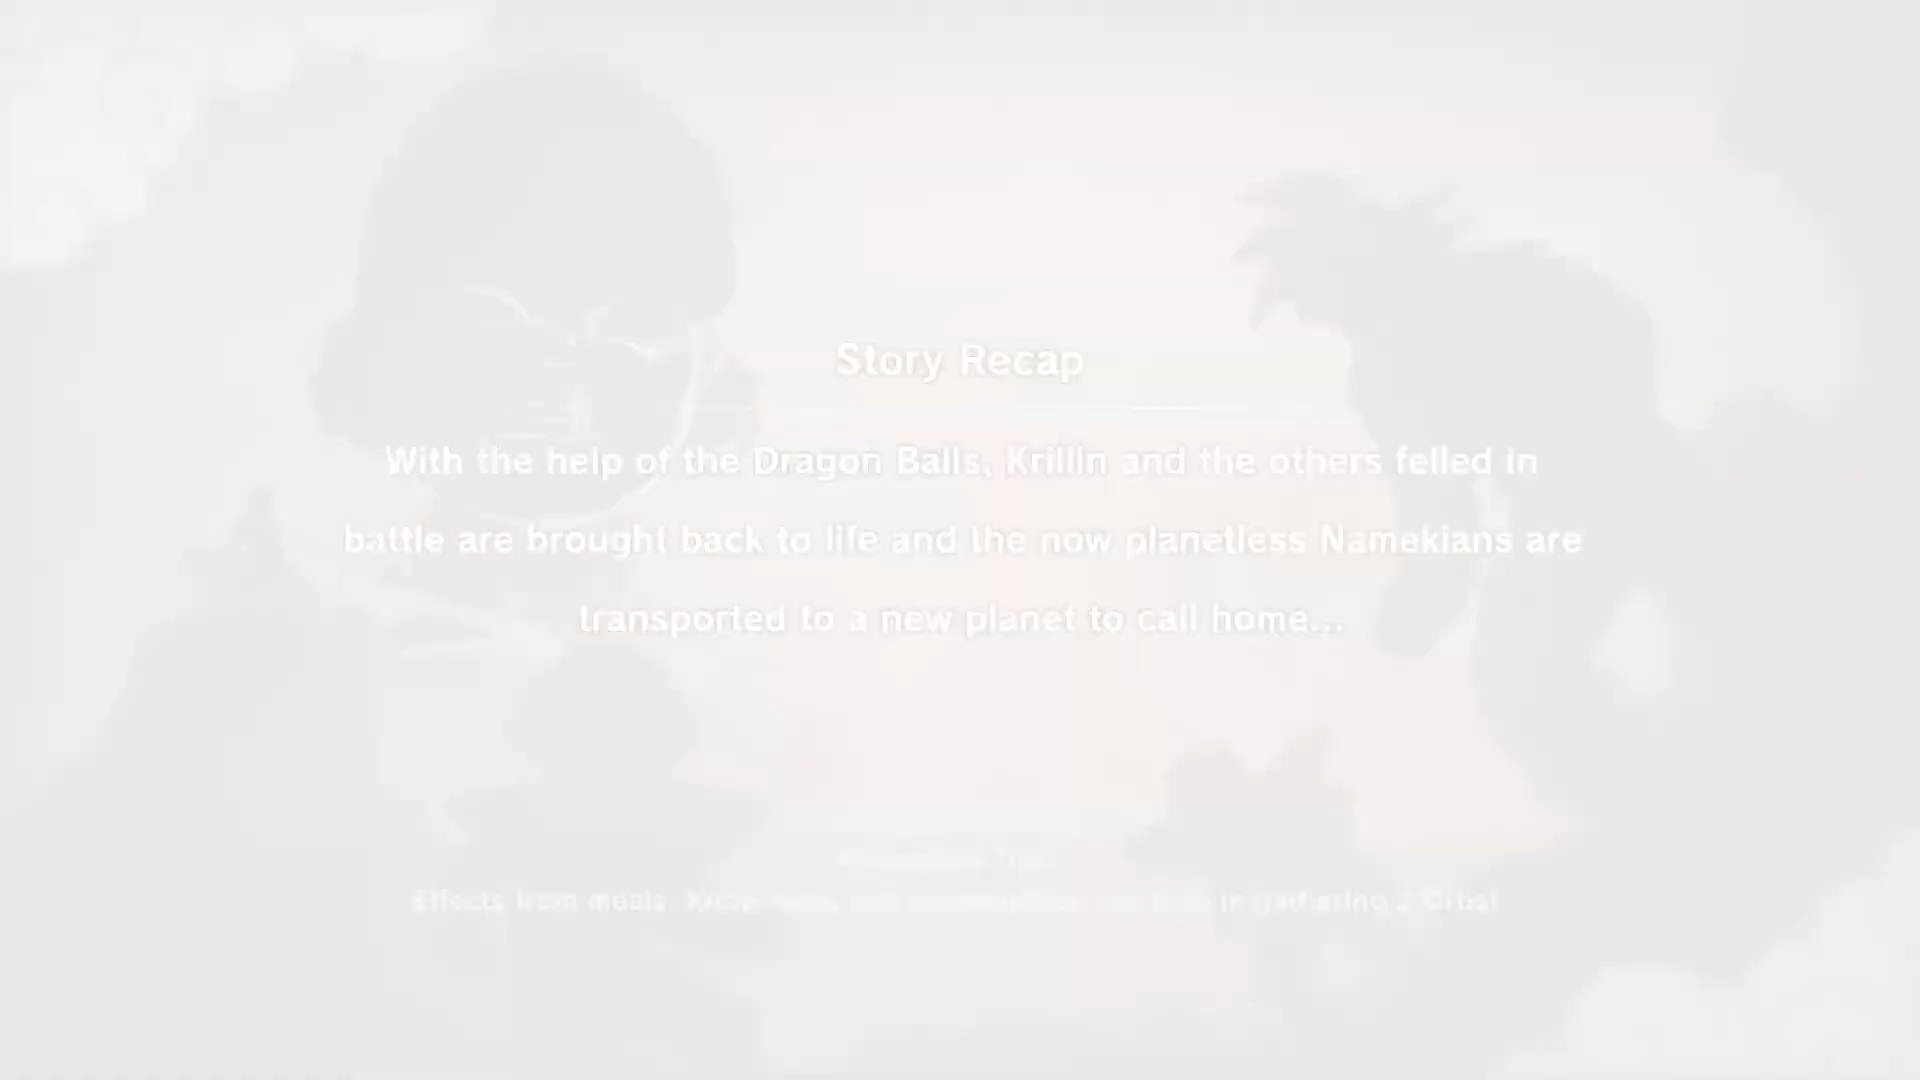 Story Recap
With the help of the Dragon Balls, Krillin and the others felled in
battle are brought back to life and the now planetless Namekians are
transported to a new planet to call home...
Effects from meals, in gathering Z Orbs!